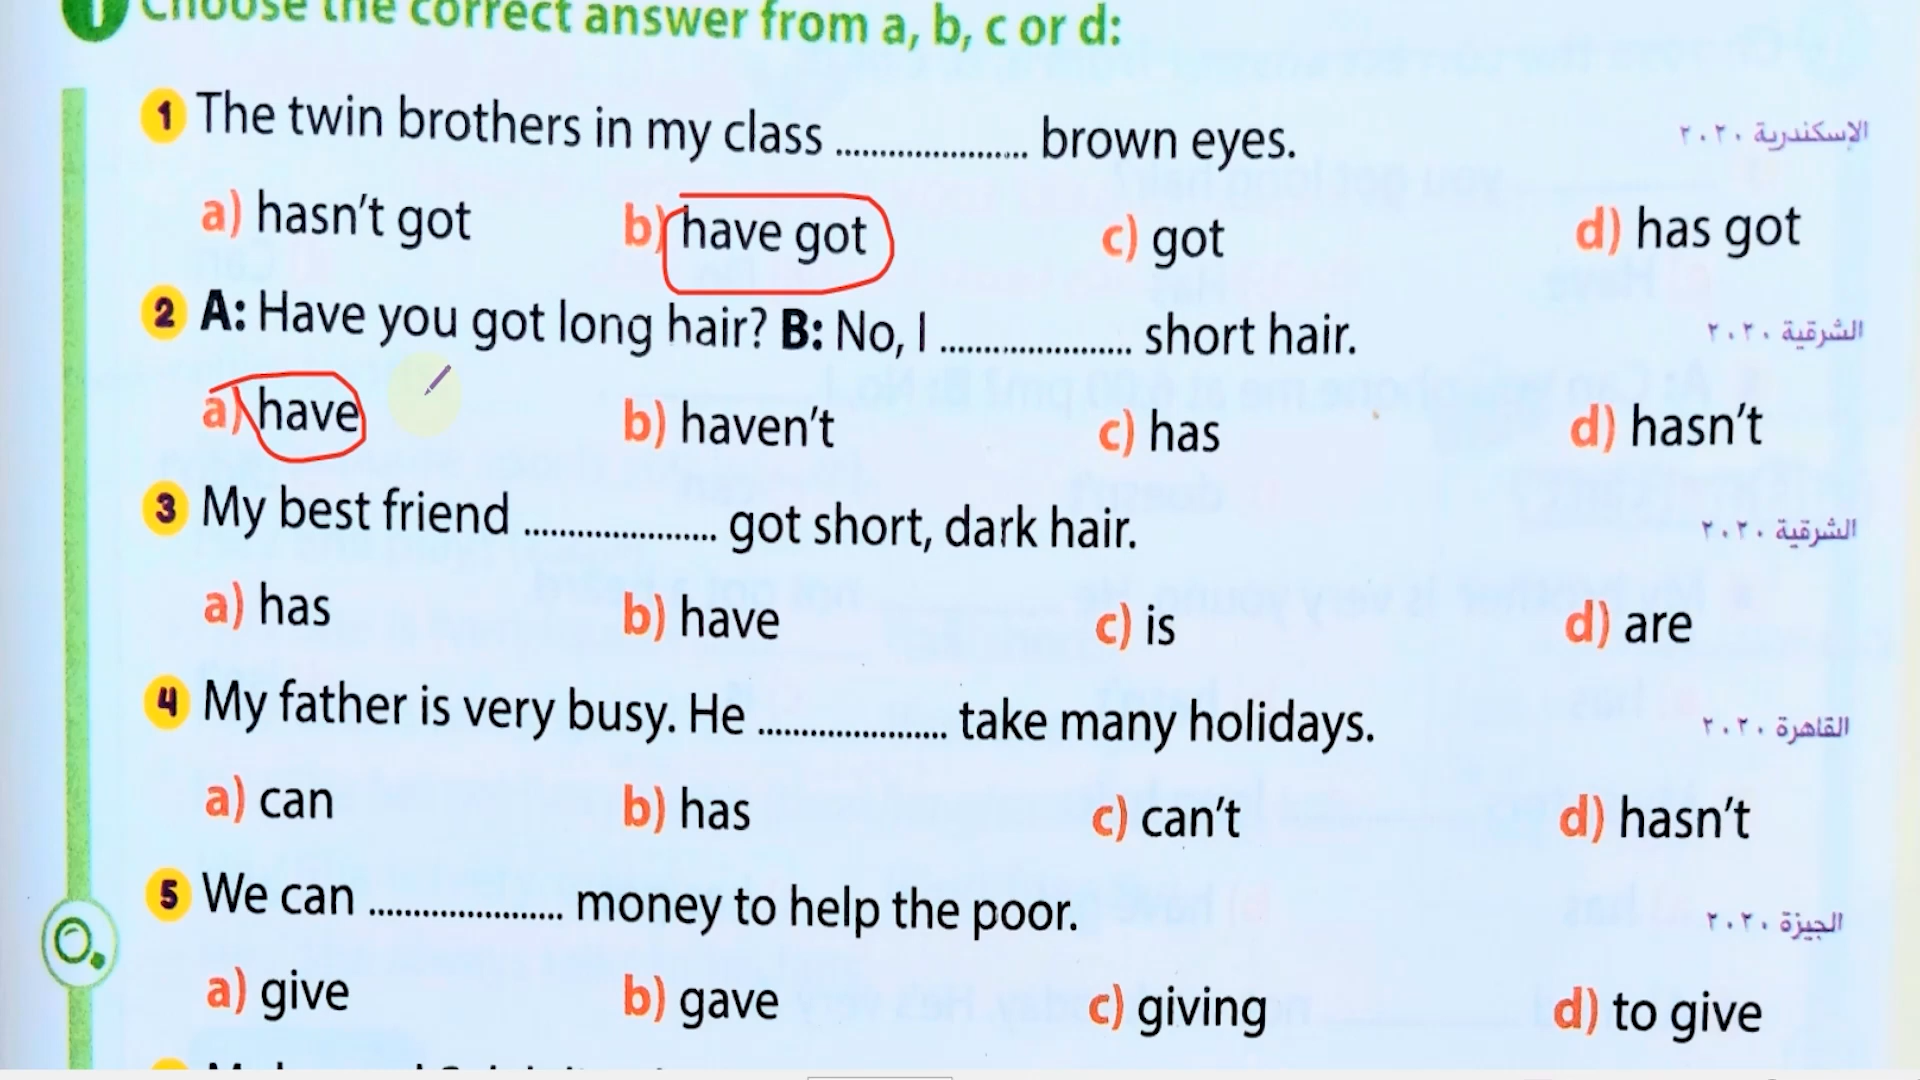 Choose the correct answer from a, b, c or d:
1 The twin brothers in my class .................... brown eyes. الإسكندرية ٢٠٢٠
a) hasn't got b) have got c) got d) has got
2 A: Have you got long hair? B: No, I .................... short hair. الشرقية ٢٠٢٠
a) have b) haven't c) has d) hasn't
3 My best friend .................... got short, dark hair. الشرقية ٢٠٢٠
a) has b) have c) is d) are
4 My father is very busy. He .................... take many holidays. القاهرة ٢٠٢٠
a) can b) has c) can't d) hasn't
5 We can .................... money to help the poor. الجيزة ٢٠٢٠
a) give b) gave c) giving d) to give